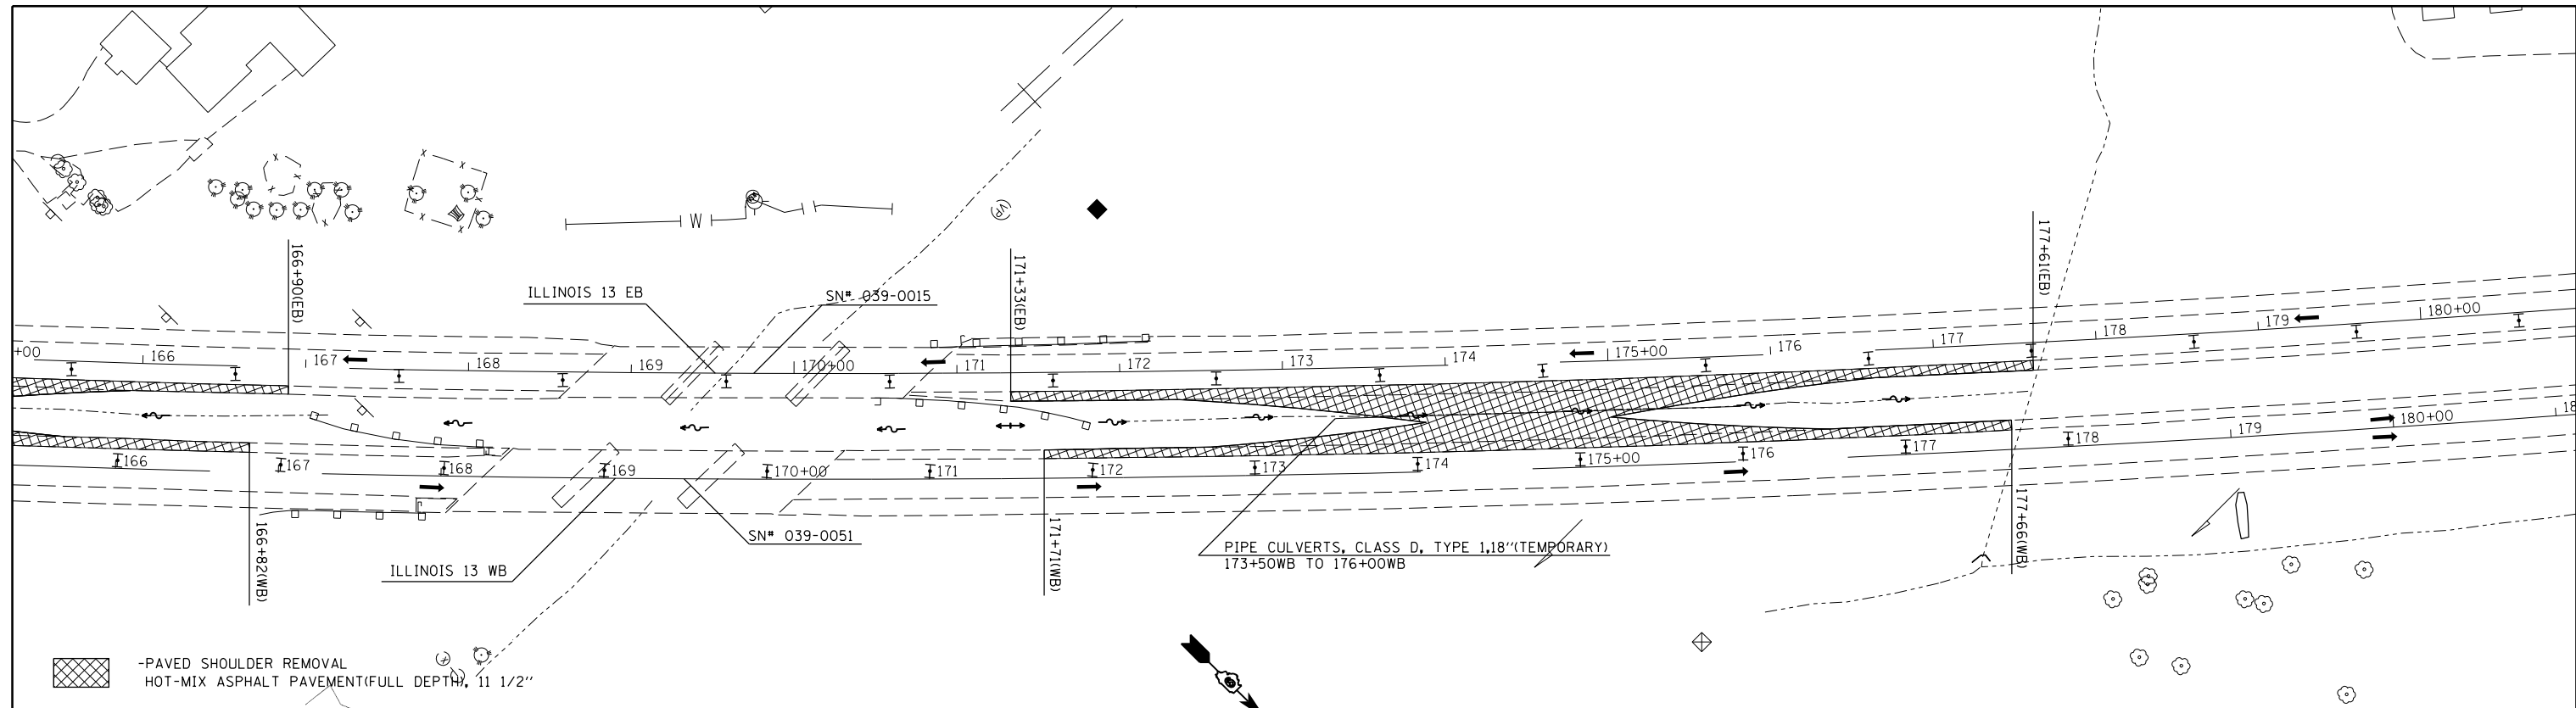 W
VP
166+90(EB)
ILLINOIS 13 EB
SN# 039-0015
171+33(EB)
177+61(EB)
+00
166
167
168
169
170+00
171
172
173
174
175+00
176
177
178
179
180+00
166
167
168
169
170+00
171
172
173
174
175+00
176
177
178
179
180+00
18
166+82(WB)
ILLINOIS 13 WB
SN# 039-0051
171+71(WB)
PIPE CULVERTS, CLASS D, TYPE 1,18''(TEMPORARY)
173+50WB TO 176+00WB
177+66(WB)
-PAVED SHOULDER REMOVAL
HOT-MIX ASPHALT PAVEMENT(FULL DEPTH), 11 1/2''